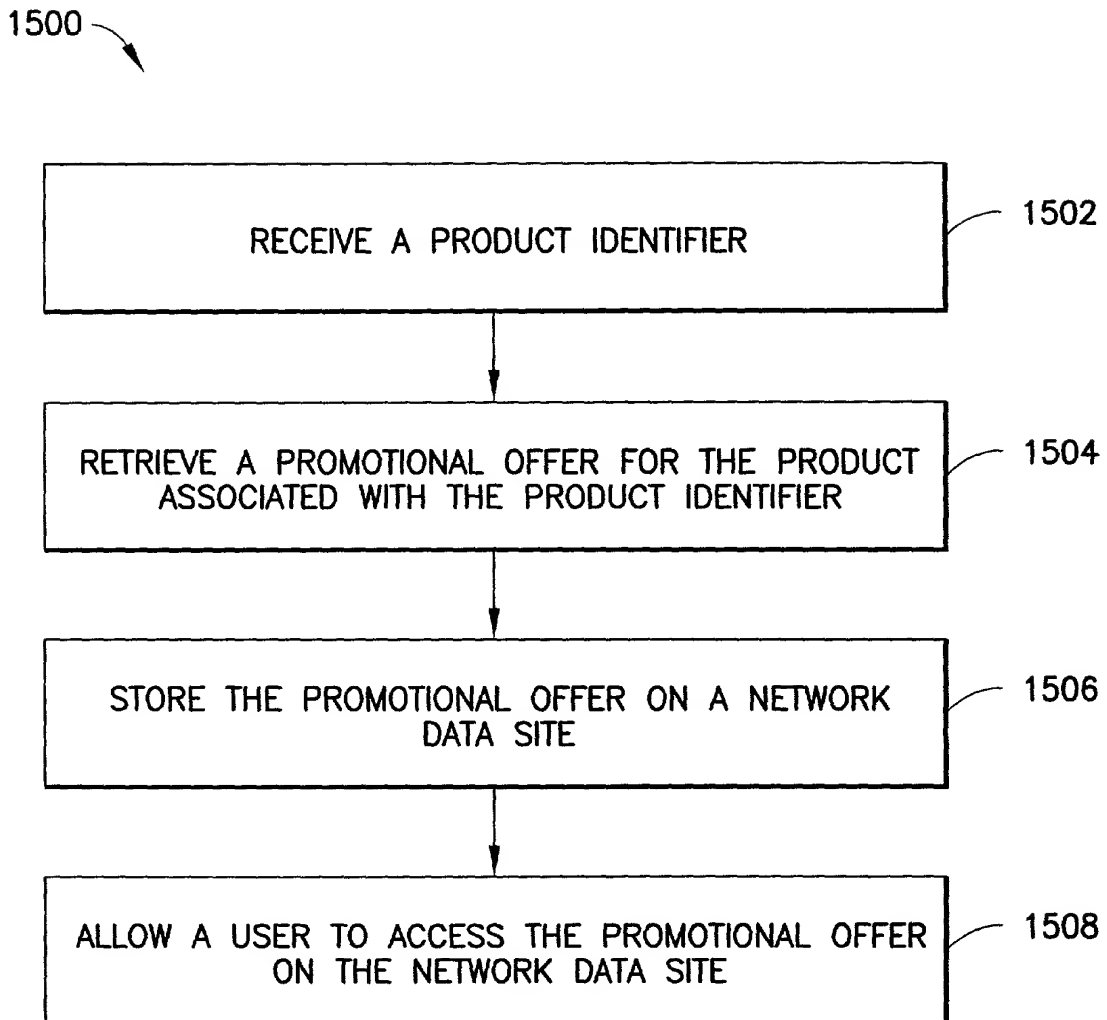 1500
RECEIVE A PRODUCT IDENTIFIER
1502
RETRIEVE A PROMOTIONAL OFFER FOR THE PRODUCT
ASSOCIATED WITH THE PRODUCT IDENTIFIER
1504
STORE THE PROMOTIONAL OFFER ON A NETWORK
DATA SITE
1506
ALLOW A USER TO ACCESS THE PROMOTIONAL OFFER
ON THE NETWORK DATA SITE
1508